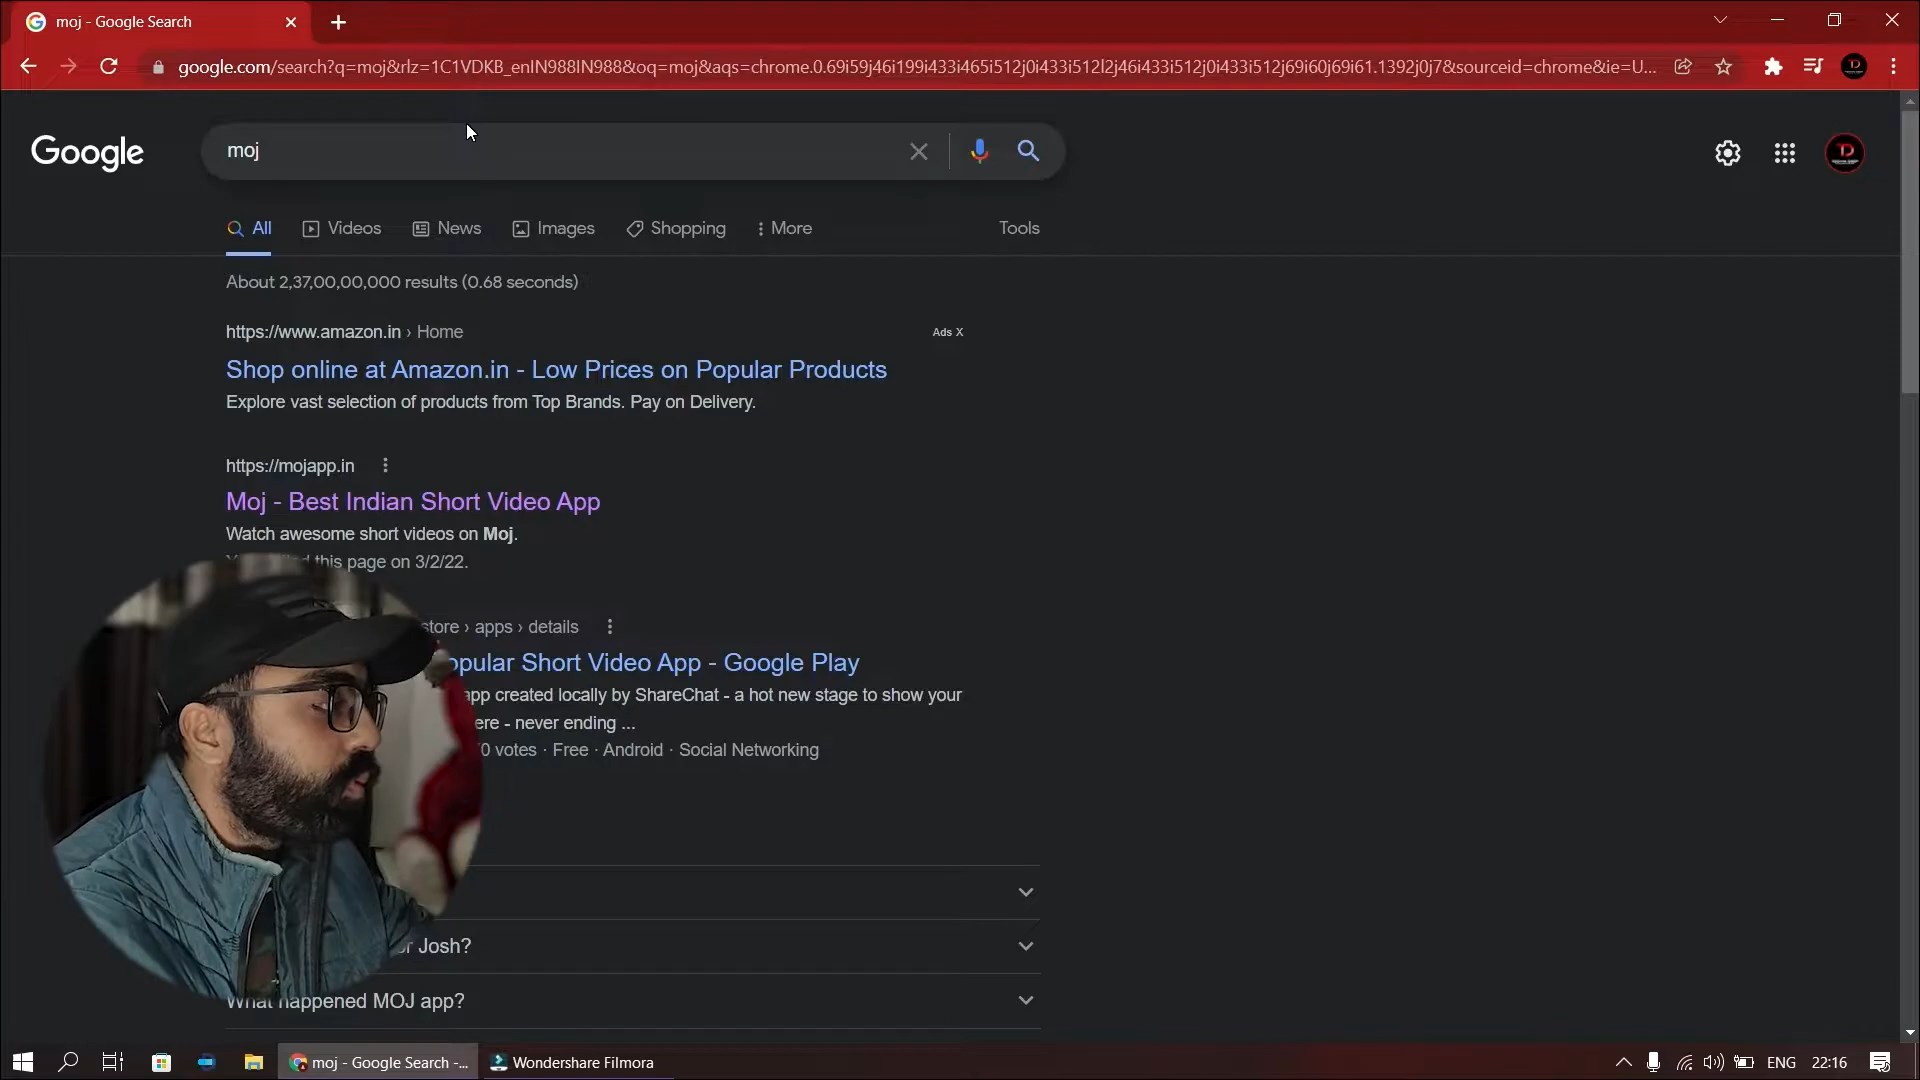 moj - Google Search
google.com/search?q=moj&rlz=1C1VDKB_enIN988IN988&oq=moj&aqs=chrome.0.69i59j46i199i433i465i512j0i433i512l2j46i433i512j0i433i512j69i60j69i61.1392j0j7&sourceid=chrome&ie=U...
Google
moj
All Videos News Images Shopping More Tools
About 2,37,00,00,000 results (0.68 seconds)
https://www.amazon.in › Home
Ads X
Shop online at Amazon.in - Low Prices on Popular Products
Explore vast selection of products from Top Brands. Pay on Delivery.
https://mojapp.in
Moj - Best Indian Short Video App
Watch awesome short videos on Moj.
this page on 3/2/22.
store › apps › details
opular Short Video App - Google Play
app created locally by ShareChat - a hot new stage to show your
ere - never ending ...
0 votes · Free · Android · Social Networking
or Josh?
What happened MOJ app?
moj - Google Search -...
Wondershare Filmora
ENG
22:16